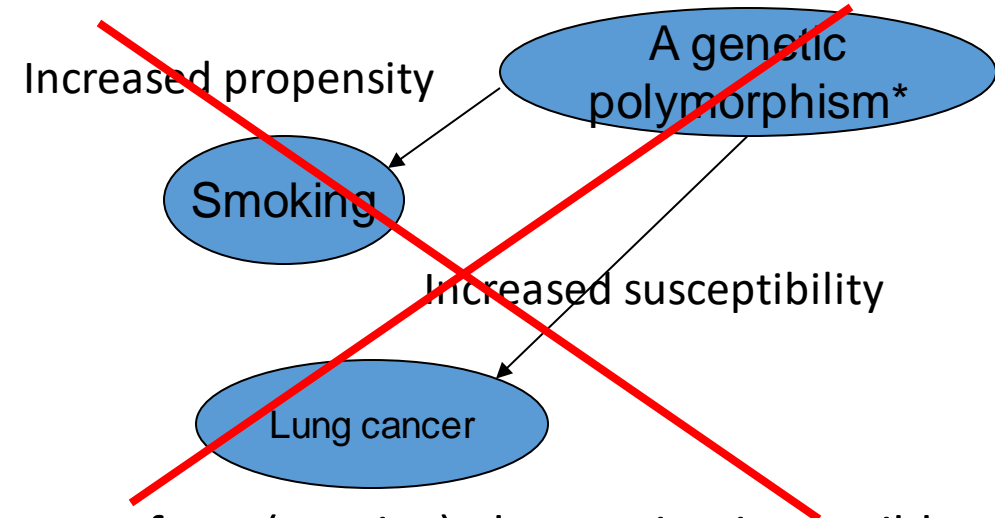 A genetic
polymorphism*
Increased propensity
Smoking
Increased susceptibility
Lung cancer